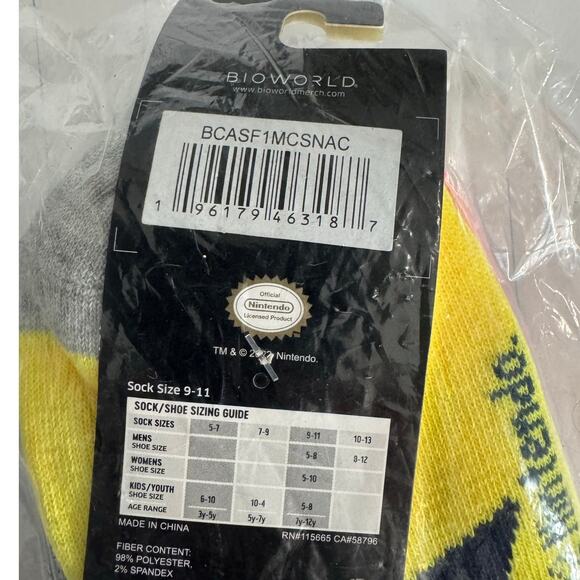 BIOWORLD®
www.bioworldmerch.com
BCASF1MCSNAC
1 96179 46318 7
Official
Nintendo
Licensed Product
TM & © Nintendo.
Sock Size 9-11
SOCK/SHOE SIZING GUIDE
SOCK SIZES 5-7 7-9 9-11 10-13
MENS SHOE SIZE 5-8 8-12
WOMENS SHOE SIZE 5-10
KIDS/YOUTH SHOE SIZE 6-10 10-4 5-8
AGE RANGE 3y-5y 5y-7y 7y-12y
MADE IN CHINA RN#115665 CA#58796
FIBER CONTENT:
98% POLYESTER,
2% SPANDEX